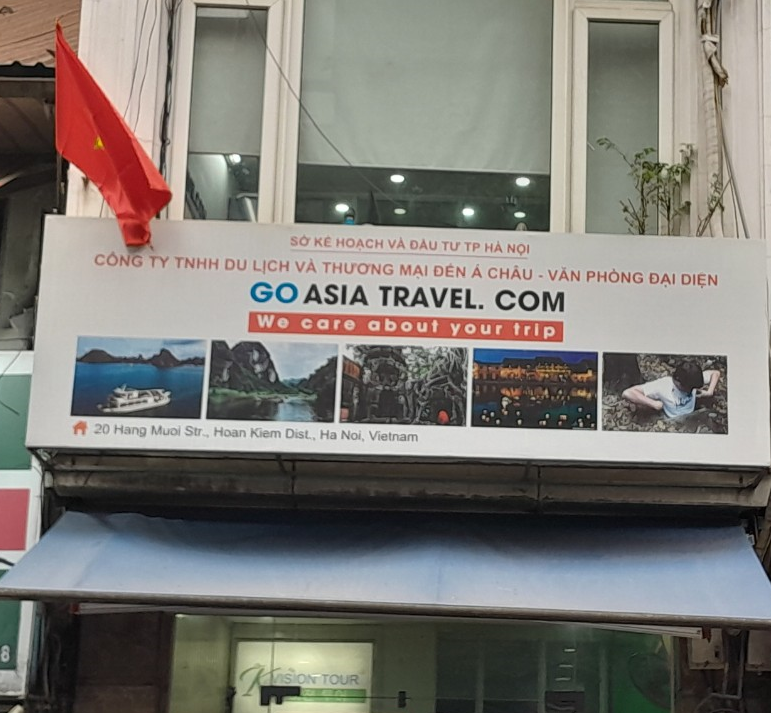 SỞ KẾ HOẠCH VÀ ĐẦU TƯ TP HÀ NỘI
CÔNG TY TNHH DU LỊCH VÀ THƯƠNG MẠI ĐẾN Á CHÂU - VĂN PHÒNG ĐẠI DIỆN
GO ASIA TRAVEL. COM
We care about your trip
20 Hang Muoi Str., Hoan Kiem Dist., Ha Noi, Vietnam
8
VISION TOUR